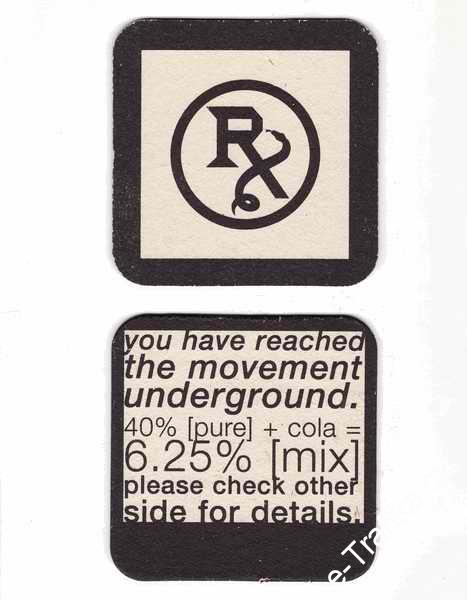 Rx
you have reached
the movement
underground.
40% [pure] + cola =
6.25% [mix]
please check other
side for details.
e-Tra